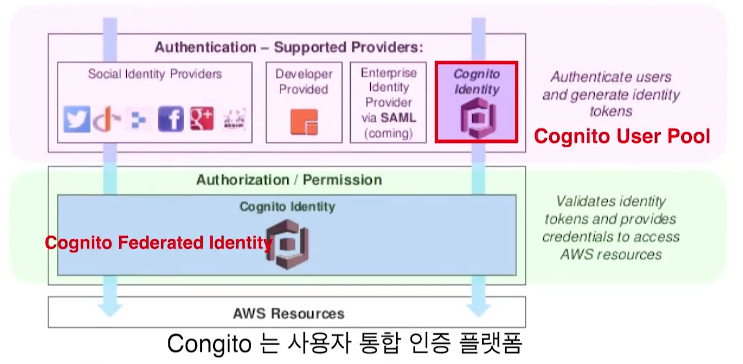 Authentication – Supported Providers:
Social Identity Providers
Developer
Provided
Enterprise
Identity
Provider
via SAML
(coming)
Cognito
Identity
Authenticate users
and generate identity
tokens
Cognito User Pool
Authorization / Permission
Cognito Identity
Cognito Federated Identity
Validates identity
tokens and provides
credentials to access
AWS resources
AWS Resources
Congito 는 사용자 통합 인증 플랫폼